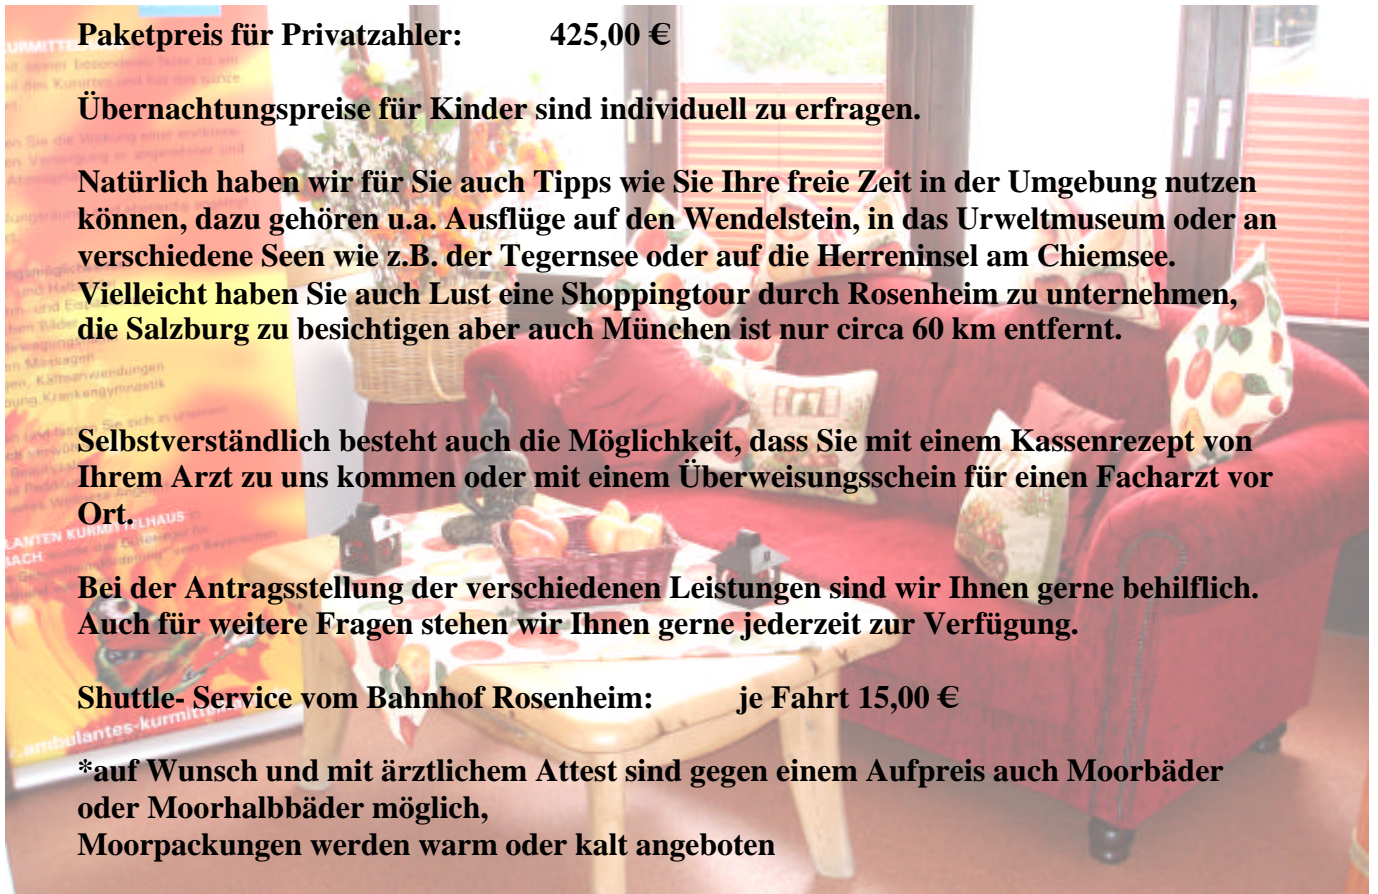 Paketpreis für Privatzahler: 425,00 €
Übernachtungspreise für Kinder sind individuell zu erfragen.
Natürlich haben wir für Sie auch Tipps wie Sie Ihre freie Zeit in der Umgebung nutzen
können, dazu gehören u.a. Ausflüge auf den Wendelstein, in das Urweltmuseum oder an
verschiedene Seen wie z.B. der Tegernsee oder auf die Herreninsel am Chiemsee.
Vielleicht haben Sie auch Lust eine Shoppingtour durch Rosenheim zu unternehmen,
die Salzburg zu besichtigen aber auch München ist nur circa 60 km entfernt.
Selbstverständlich besteht auch die Möglichkeit, dass Sie mit einem Kassenrezept von
Ihrem Arzt zu uns kommen oder mit einem Überweisungsschein für einen Facharzt vor
Ort.
Bei der Antragsstellung der verschiedenen Leistungen sind wir Ihnen gerne behilflich.
Auch für weitere Fragen stehen wir Ihnen gerne jederzeit zur Verfügung.
Shuttle- Service vom Bahnhof Rosenheim: je Fahrt 15,00 €
*auf Wunsch und mit ärztlichem Attest sind gegen einem Aufpreis auch Moorbäder
oder Moorhalbbäder möglich,
Moorpackungen werden warm oder kalt angeboten